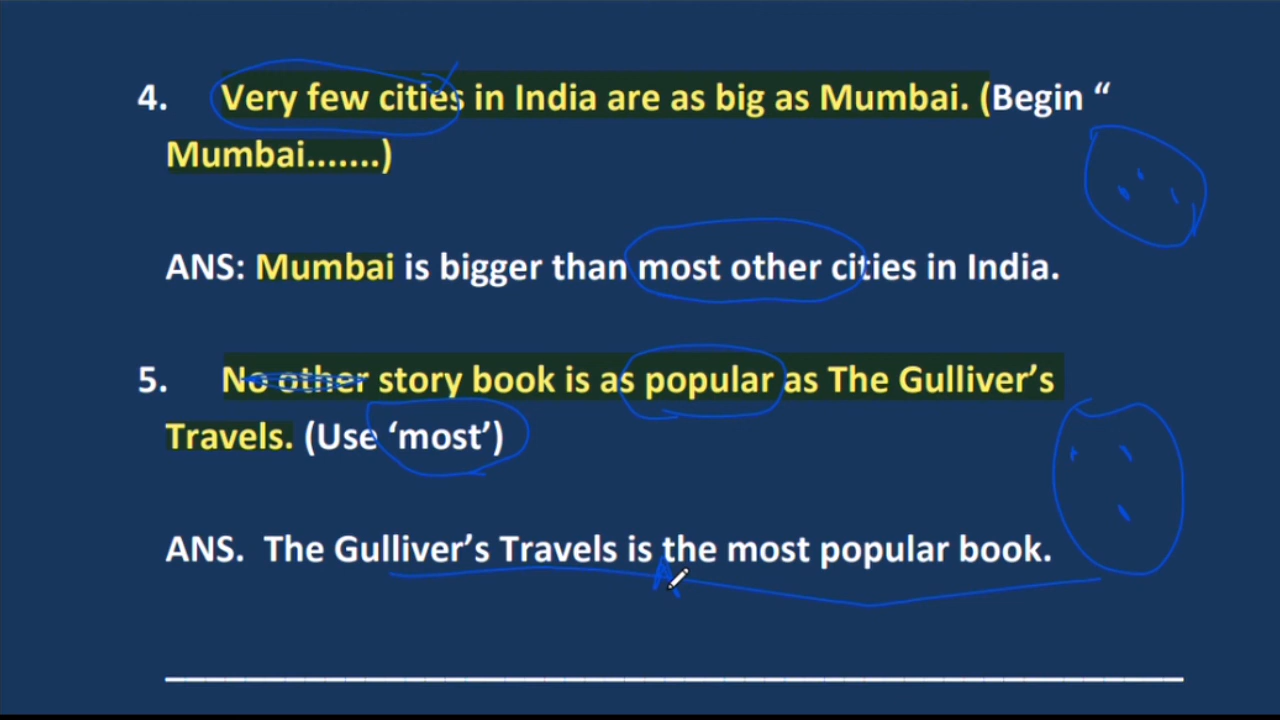 4. Very few cities in India are as big as Mumbai. (Begin “
Mumbai.......)
ANS: Mumbai is bigger than most other cities in India.
5. No other story book is as popular as The Gulliver’s
Travels. (Use ‘most’)
ANS. The Gulliver’s Travels is the most popular book.